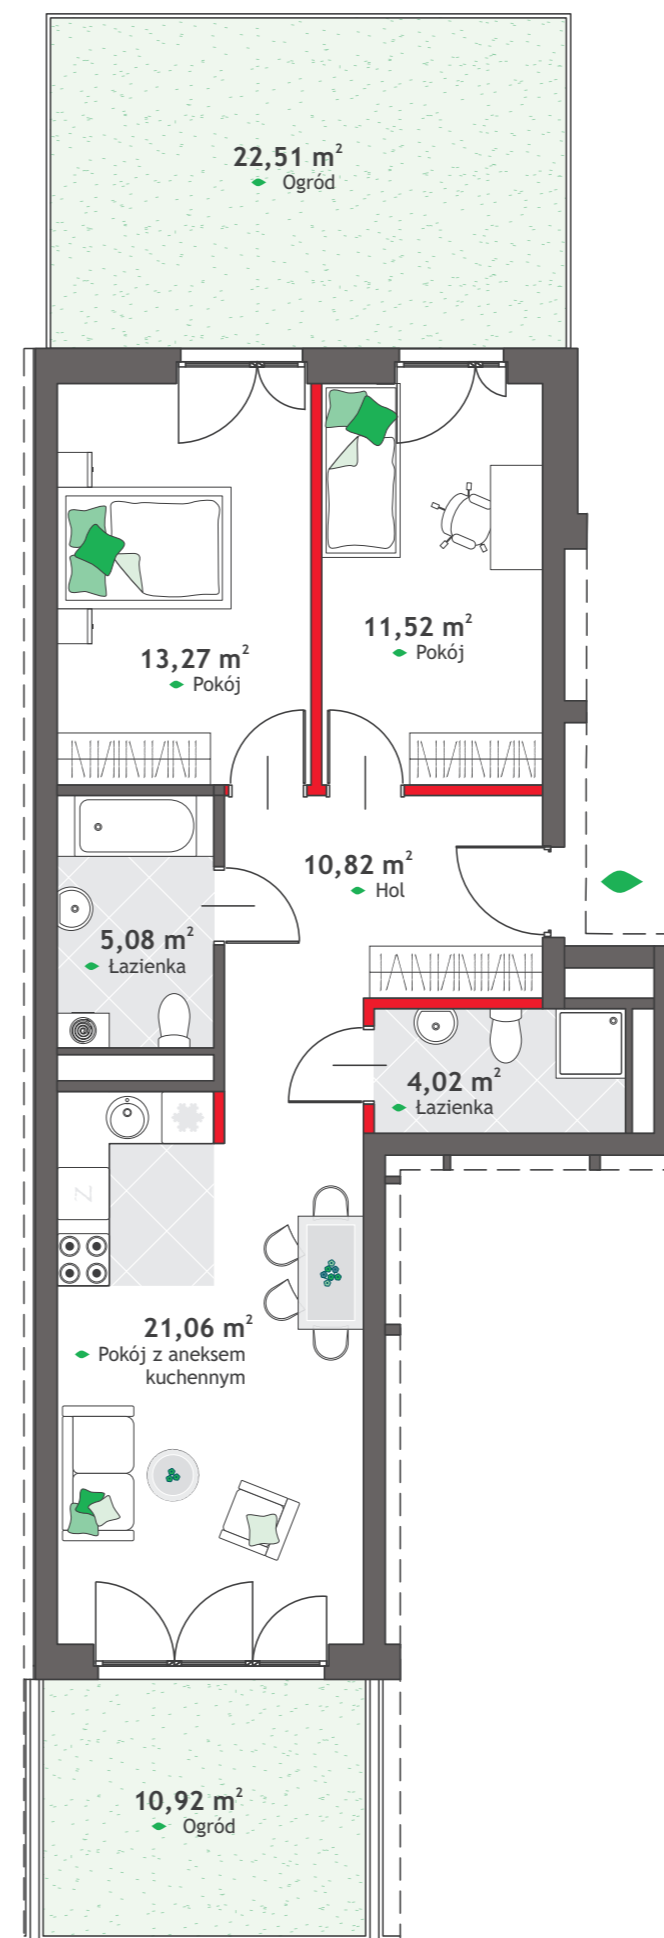 22,51 m²
Ogród
11,52 m²
Pokój
13,27 m²
Pokój
10,82 m²
Hol
5,08 m²
Łazienka
4,02 m²
Łazienka
Z
21,06 m²
Pokój z aneksem
kuchennym
10,92 m²
Ogród